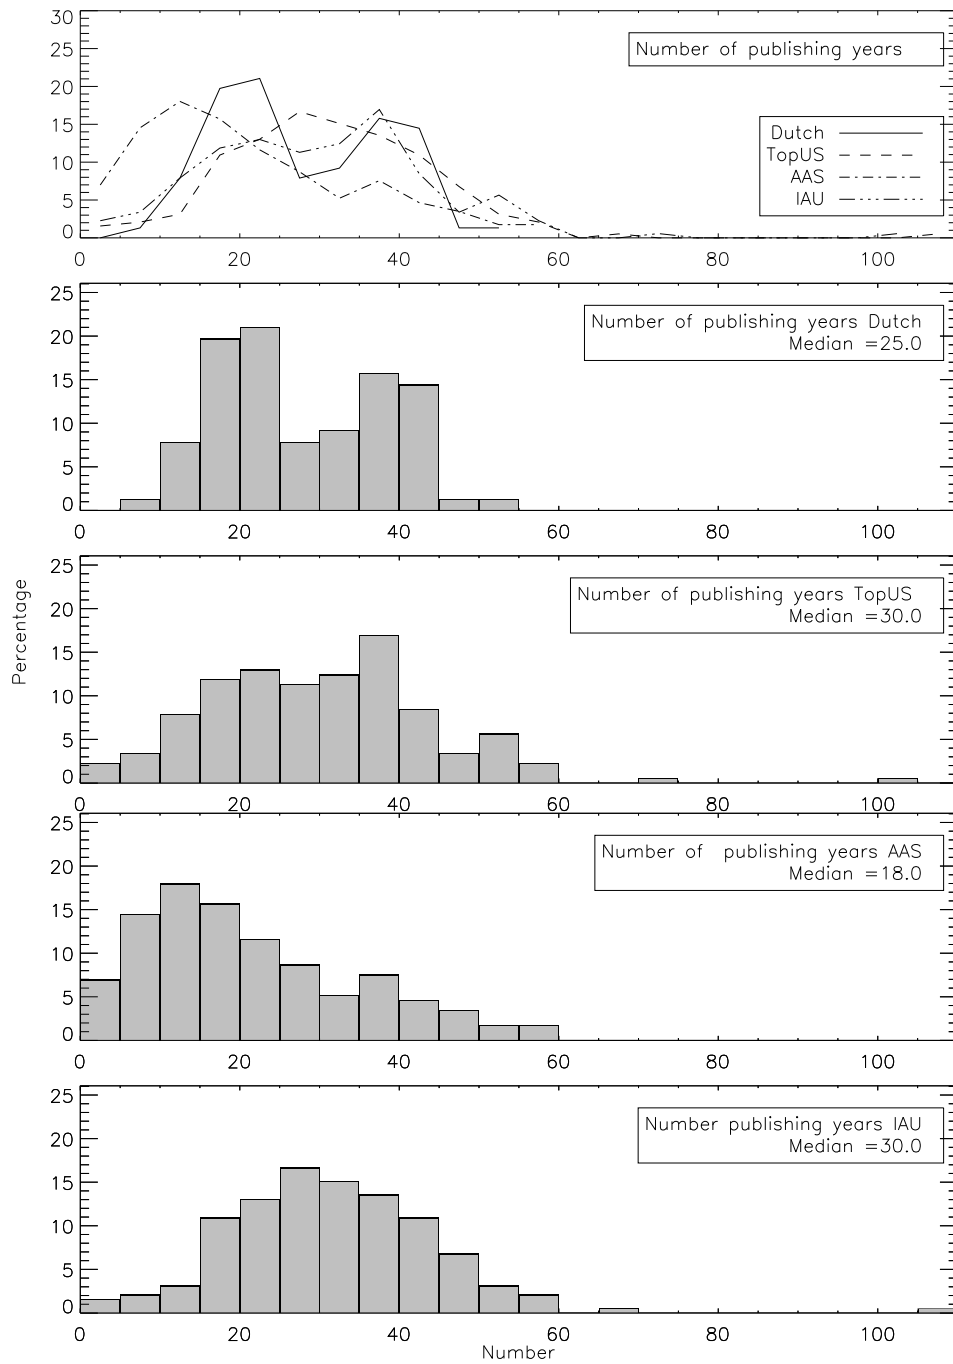 30
25
20
15
10
5
0
Number of publishing years
Dutch
TopUS
AAS
IAU
0 20 40 60 80 100
25
20
15
10
5
0
Number of publishing years Dutch
Median =25.0
0 20 40 60 80 100
Percentage
25
20
15
10
5
0
Number of publishing years TopUS
Median =30.0
0 20 40 60 80 100
25
20
15
10
5
0
Number of  publishing years AAS
Median =18.0
0 20 40 60 80 100
25
20
15
10
5
0
Number publishing years IAU
Median =30.0
0 20 40 60 80 100
Number